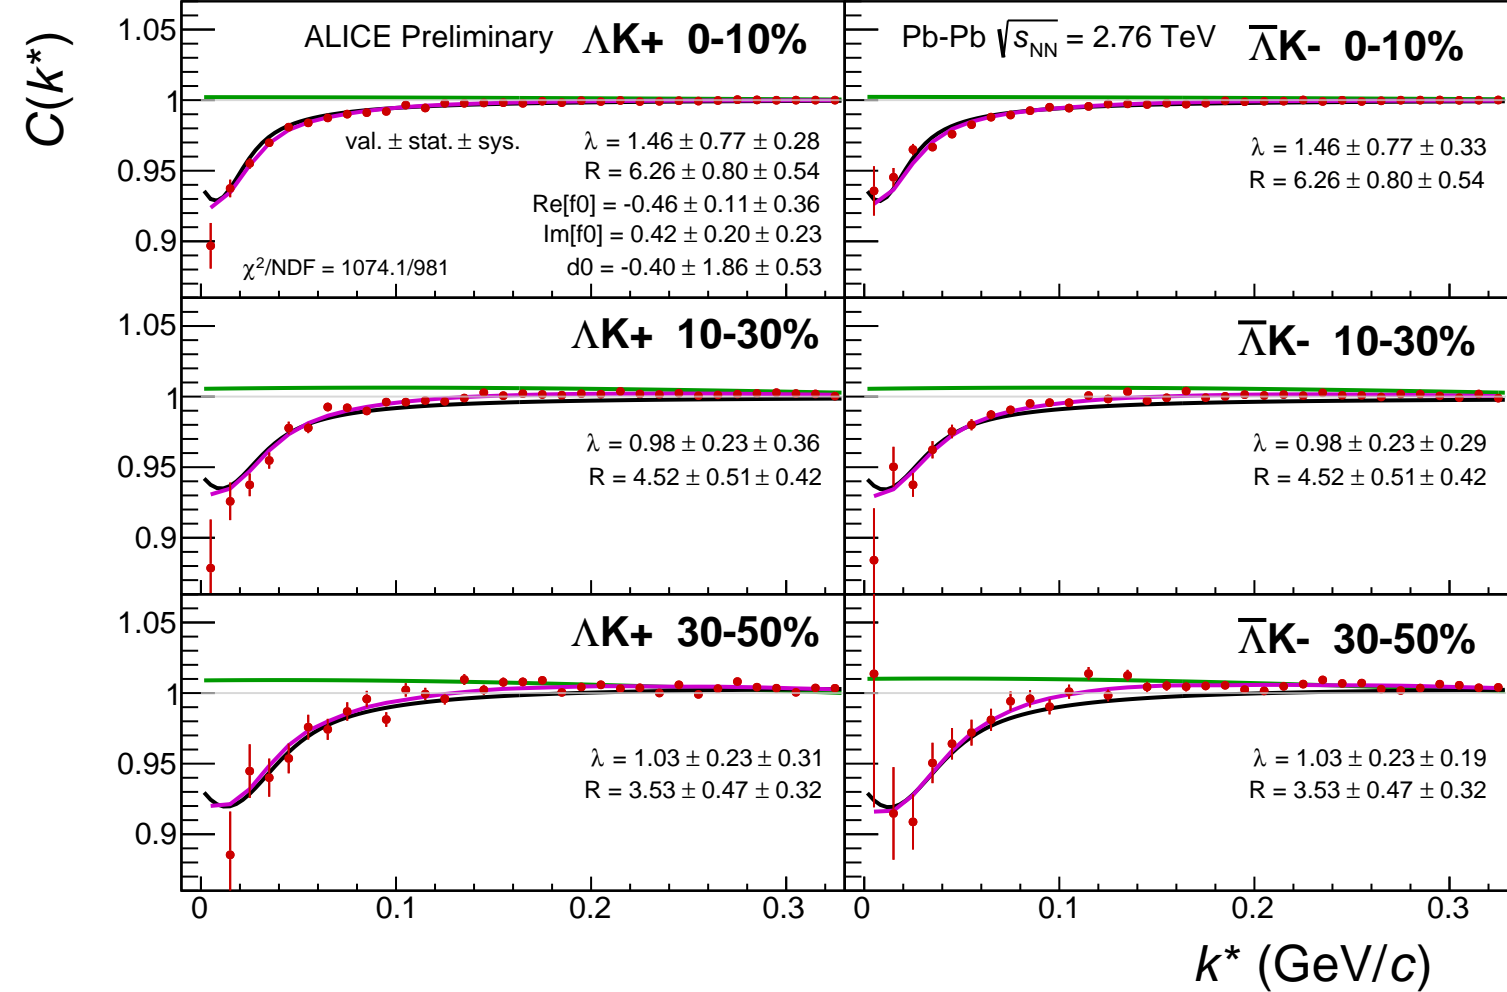 C(k*)
ALICE Preliminary ΛK+ 0-10%
val. ± stat. ± sys.
λ = 1.46 ± 0.77 ± 0.28
R = 6.26 ± 0.80 ± 0.54
Re[f0] = -0.46 ± 0.11 ± 0.36
Im[f0] = 0.42 ± 0.20 ± 0.23
d0 = -0.40 ± 1.86 ± 0.53
χ²/NDF = 1074.1/981
1.05
1
0.95
0.9
Pb-Pb √s_NN = 2.76 TeV Λ̅K- 0-10%
λ = 1.46 ± 0.77 ± 0.33
R = 6.26 ± 0.80 ± 0.54
ΛK+ 10-30%
λ = 0.98 ± 0.23 ± 0.36
R = 4.52 ± 0.51 ± 0.42
1.05
1
0.95
0.9
Λ̅K- 10-30%
λ = 0.98 ± 0.23 ± 0.29
R = 4.52 ± 0.51 ± 0.42
ΛK+ 30-50%
λ = 1.03 ± 0.23 ± 0.31
R = 3.53 ± 0.47 ± 0.32
1.05
1
0.95
0.9
Λ̅K- 30-50%
λ = 1.03 ± 0.23 ± 0.19
R = 3.53 ± 0.47 ± 0.32
0 0.1 0.2 0.3
0 0.1 0.2 0.3
k* (GeV/c)